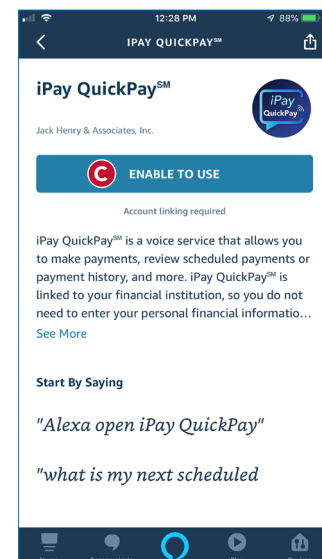 12:28 PM
88%
IPAY QUICKPAY℠
iPay QuickPay℠
iPay
QuickPay
Jack Henry & Associates, Inc.
C ENABLE TO USE
Account linking required
iPay QuickPay℠ is a voice service that allows you
to make payments, review scheduled payments or
payment history, and more. iPay QuickPay℠ is
linked to your financial institution, so you do not
need to enter your personal financial informatio...
See More
Start By Saying
"Alexa open iPay QuickPay"
"what is my next scheduled